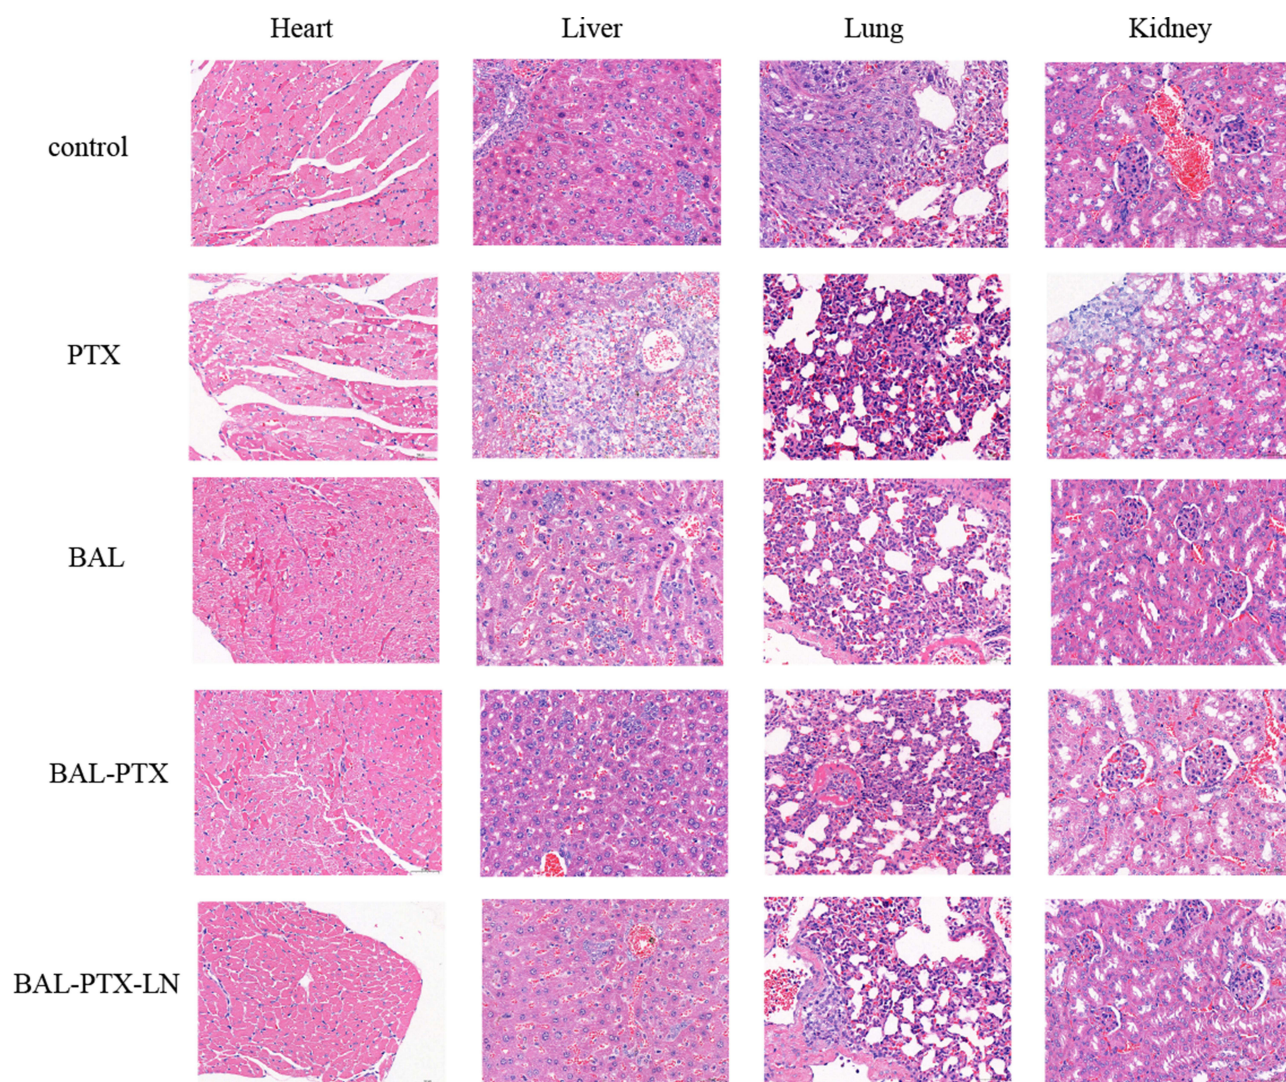 Heart Liver Lung Kidney
control
PTX
BAL
BAL-PTX
BAL-PTX-LN